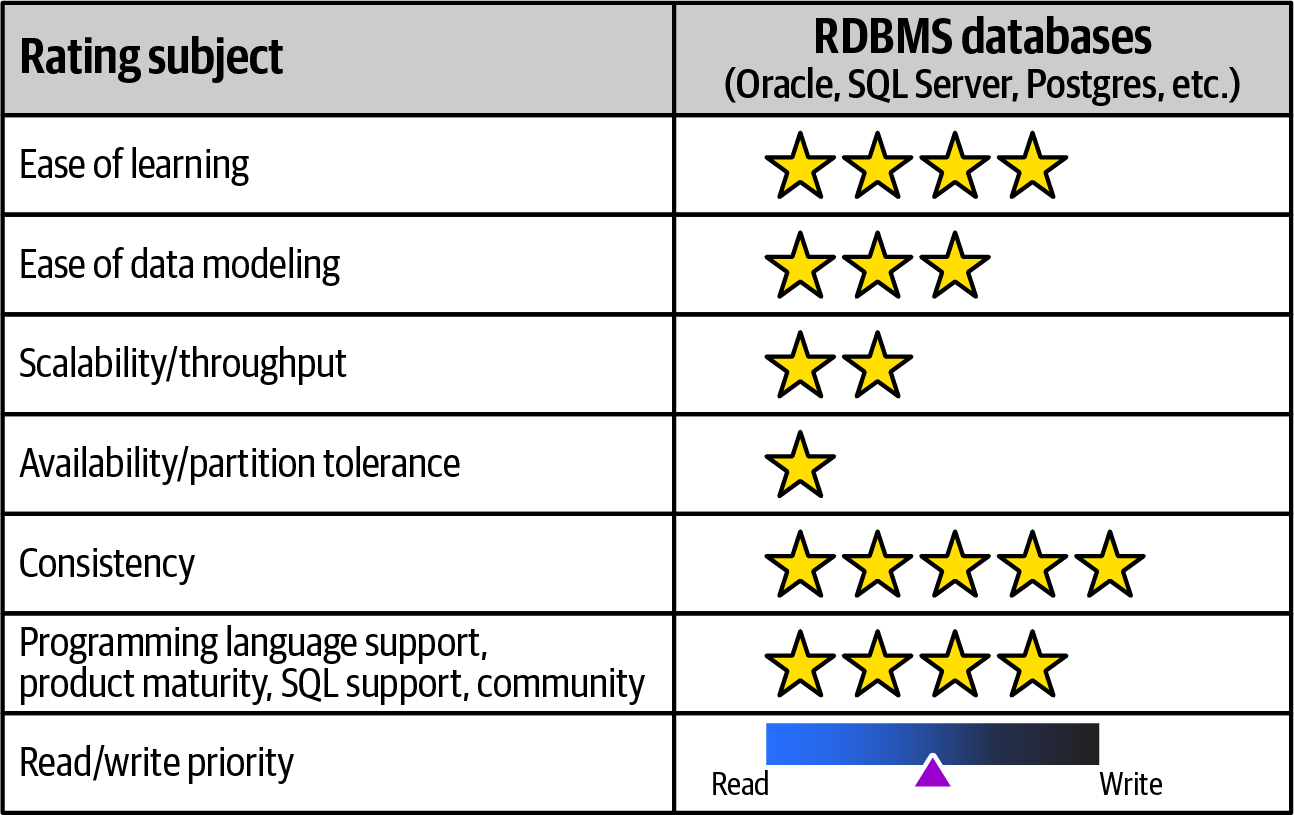 Rating subject
RDBMS databases
(Oracle, SQL Server, Postgres, etc.)
Ease of learning
Ease of data modeling
Scalability/throughput
Availability/partition tolerance
Consistency
Programming language support,
product maturity, SQL support, community
Read/write priority
Read
Write